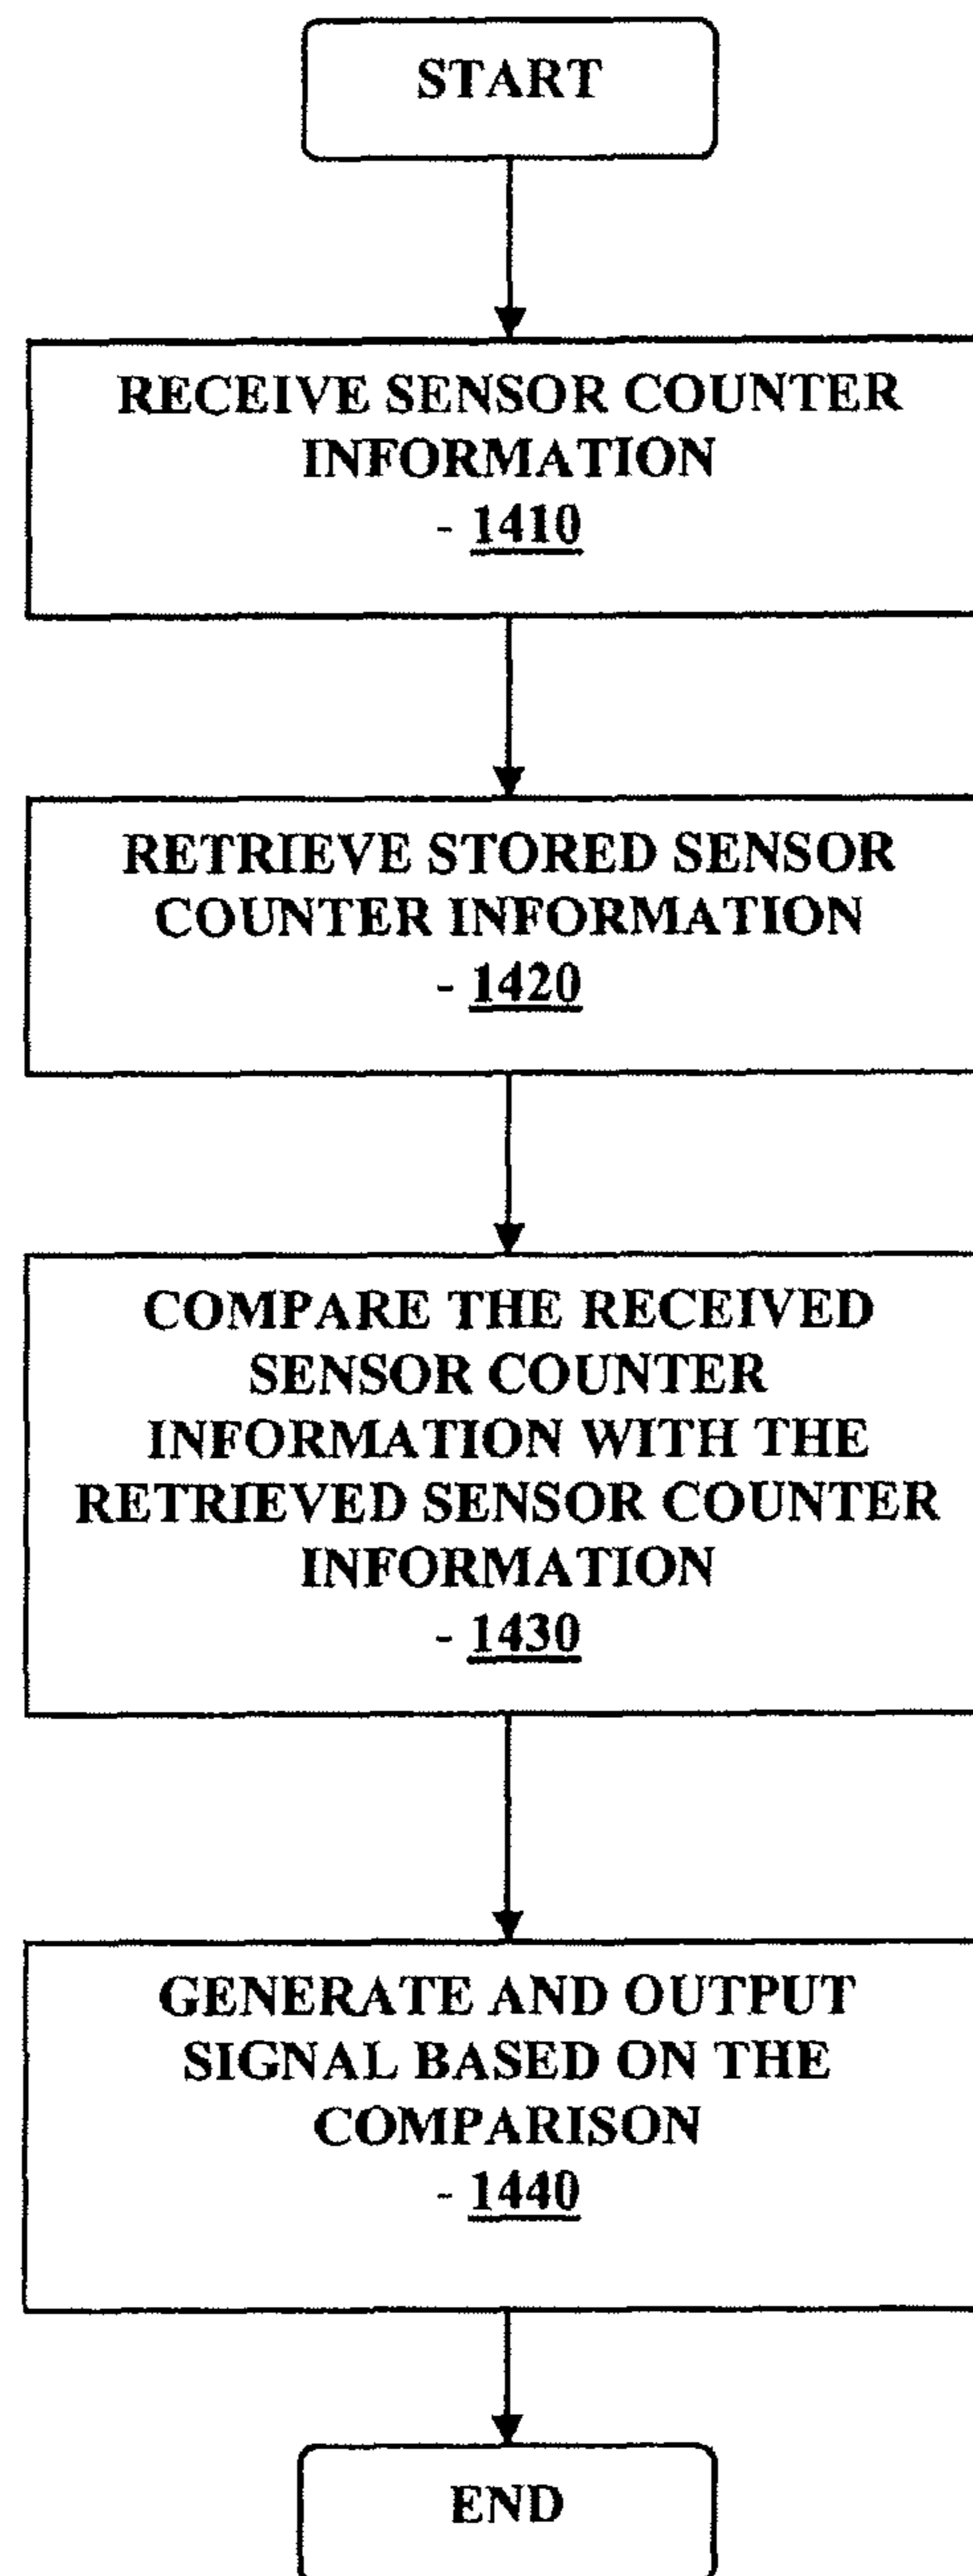 START
RECEIVE SENSOR COUNTER
INFORMATION
- 1410
RETRIEVE STORED SENSOR
COUNTER INFORMATION
- 1420
COMPARE THE RECEIVED
SENSOR COUNTER
INFORMATION WITH THE
RETRIEVED SENSOR COUNTER
INFORMATION
- 1430
GENERATE AND OUTPUT
SIGNAL BASED ON THE
COMPARISON
- 1440
END